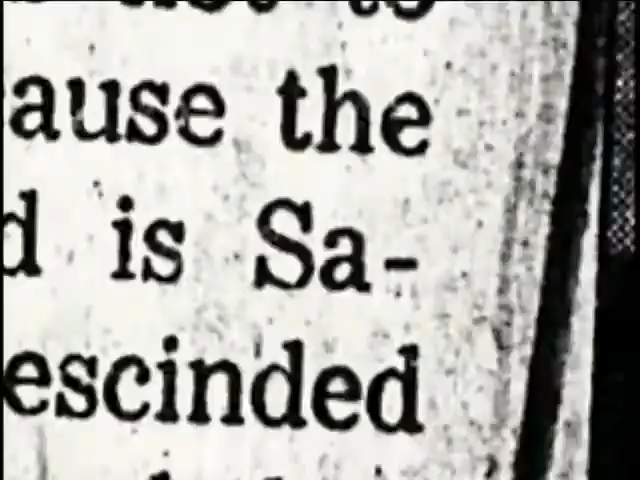 ause the
d is Sa-
escinded